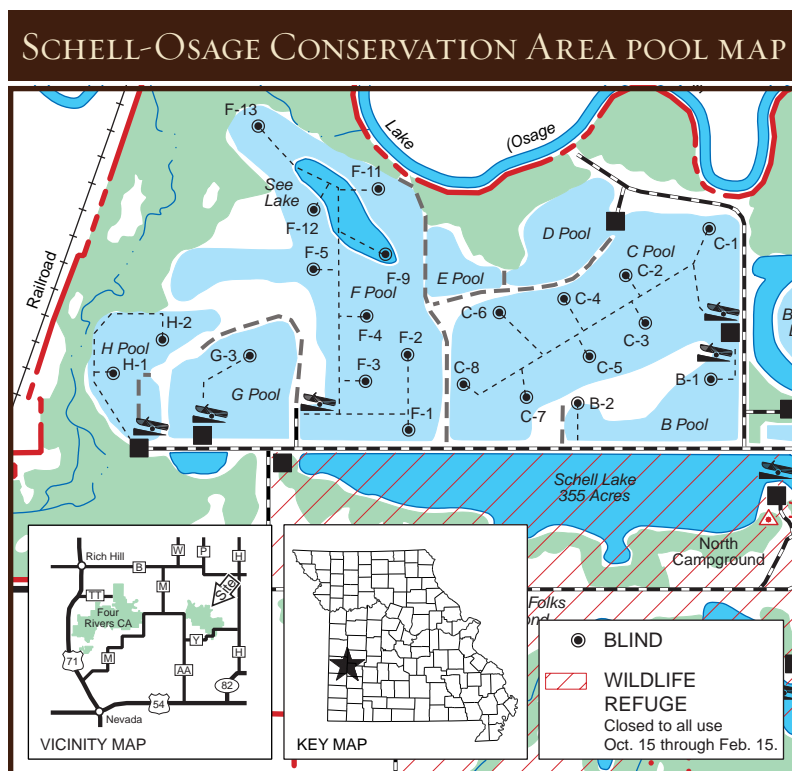 SCHELL-OSAGE CONSERVATION AREA POOL MAP
F-13
Lake
(Osage
See
Lake
F-11
F-12
D Pool
C Pool
C-1
F-5
F-9
E Pool
C-2
Railroad
F Pool
C-6
C-4
H-2
F-4
F-2
C-3
H Pool
G-3
H-1
F-3
C-8
C-5
B-1
G Pool
C-7
B-2
F-1
B Pool
Schell Lake
355 Acres
North
Campground
Folks
Rich Hill
B
W
P
H
M
Site
TT
Four
Rivers CA
Y
M
H
71
AA
82
54
Nevada
VICINITY MAP
KEY MAP
BLIND
WILDLIFE
REFUGE
Closed to all use
Oct. 15 through Feb. 15.